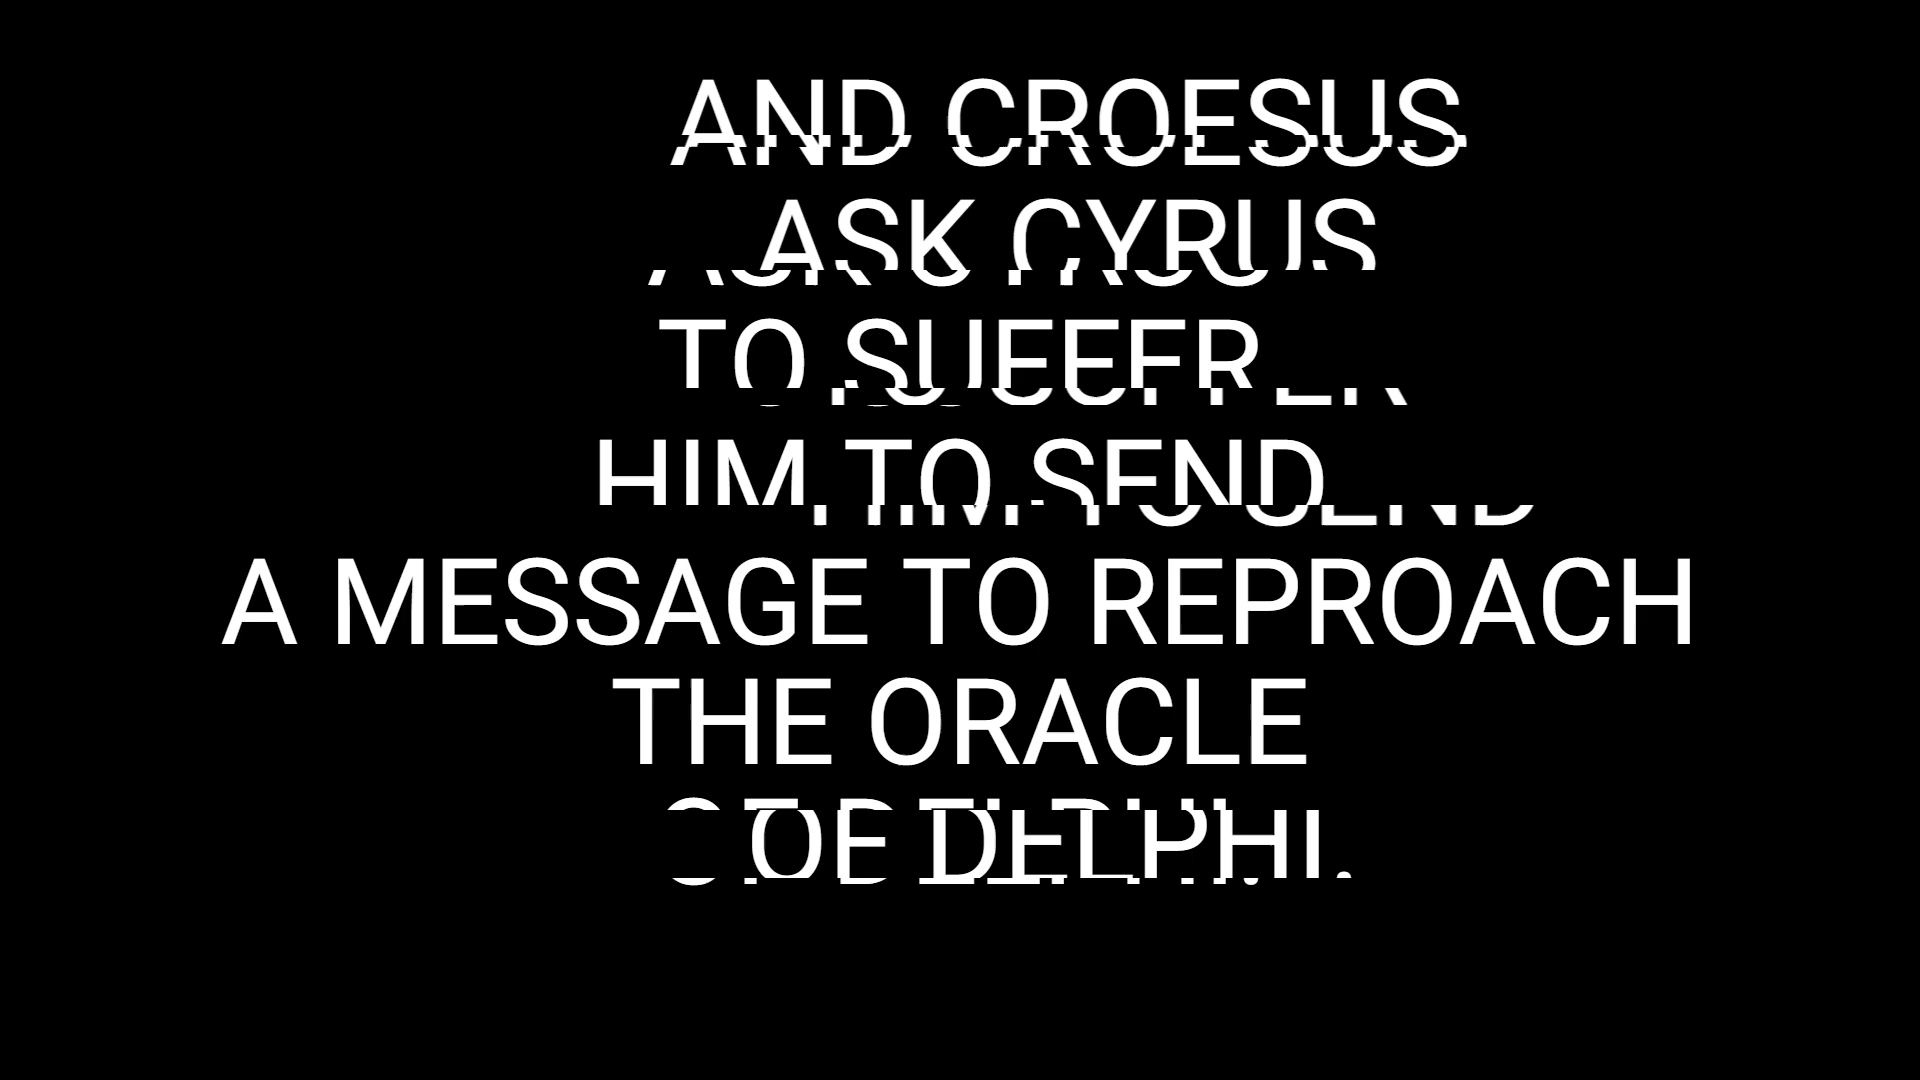 AND CROESUS
ASK CYRUS
TO SUFFER
HIM TO SEND
A MESSAGE TO REPROACH
THE ORACLE
OF DELPHI.